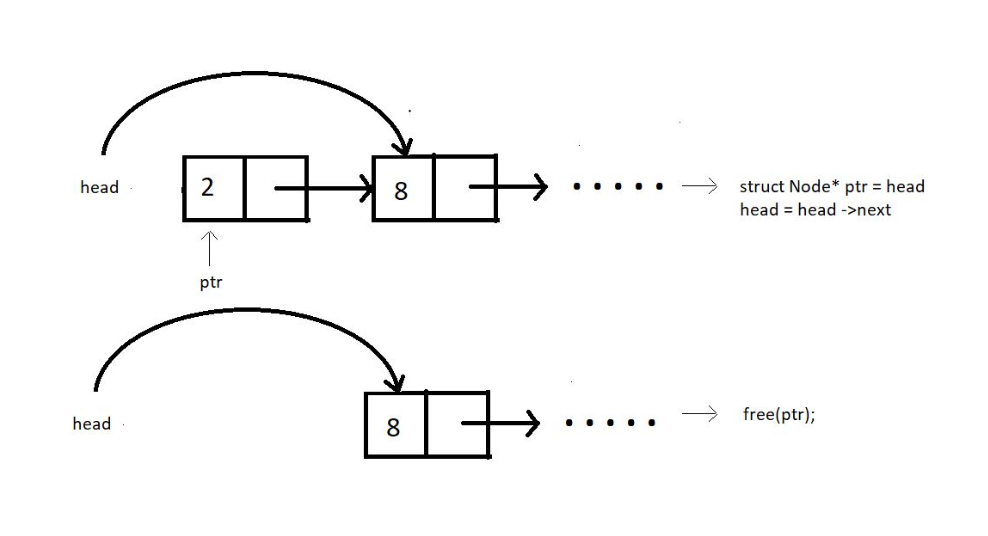 head
2
8
struct Node* ptr = head
head = head ->next
ptr
head
8
free(ptr);